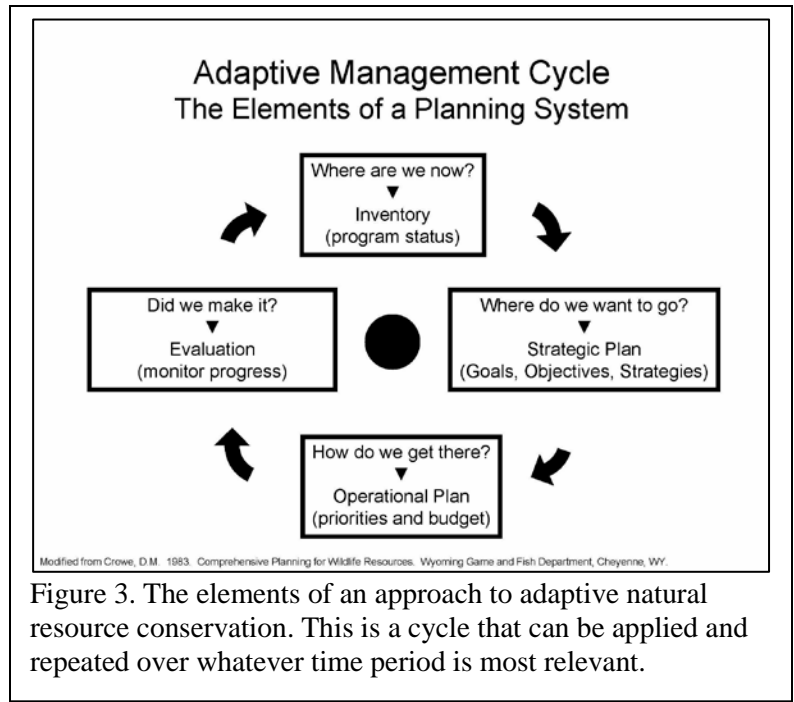 Adaptive Management Cycle
The Elements of a Planning System
Where are we now?
Inventory
(program status)
Did we make it?
Evaluation
(monitor progress)
Where do we want to go?
Strategic Plan
(Goals, Objectives, Strategies)
How do we get there?
Operational Plan
(priorities and budget)
Modified from Crowe, D.M. 1983. Comprehensive Planning for Wildlife Resources. Wyoming Game and Fish Department, Cheyenne, WY.
Figure 3. The elements of an approach to adaptive natural
resource conservation. This is a cycle that can be applied and
repeated over whatever time period is most relevant.